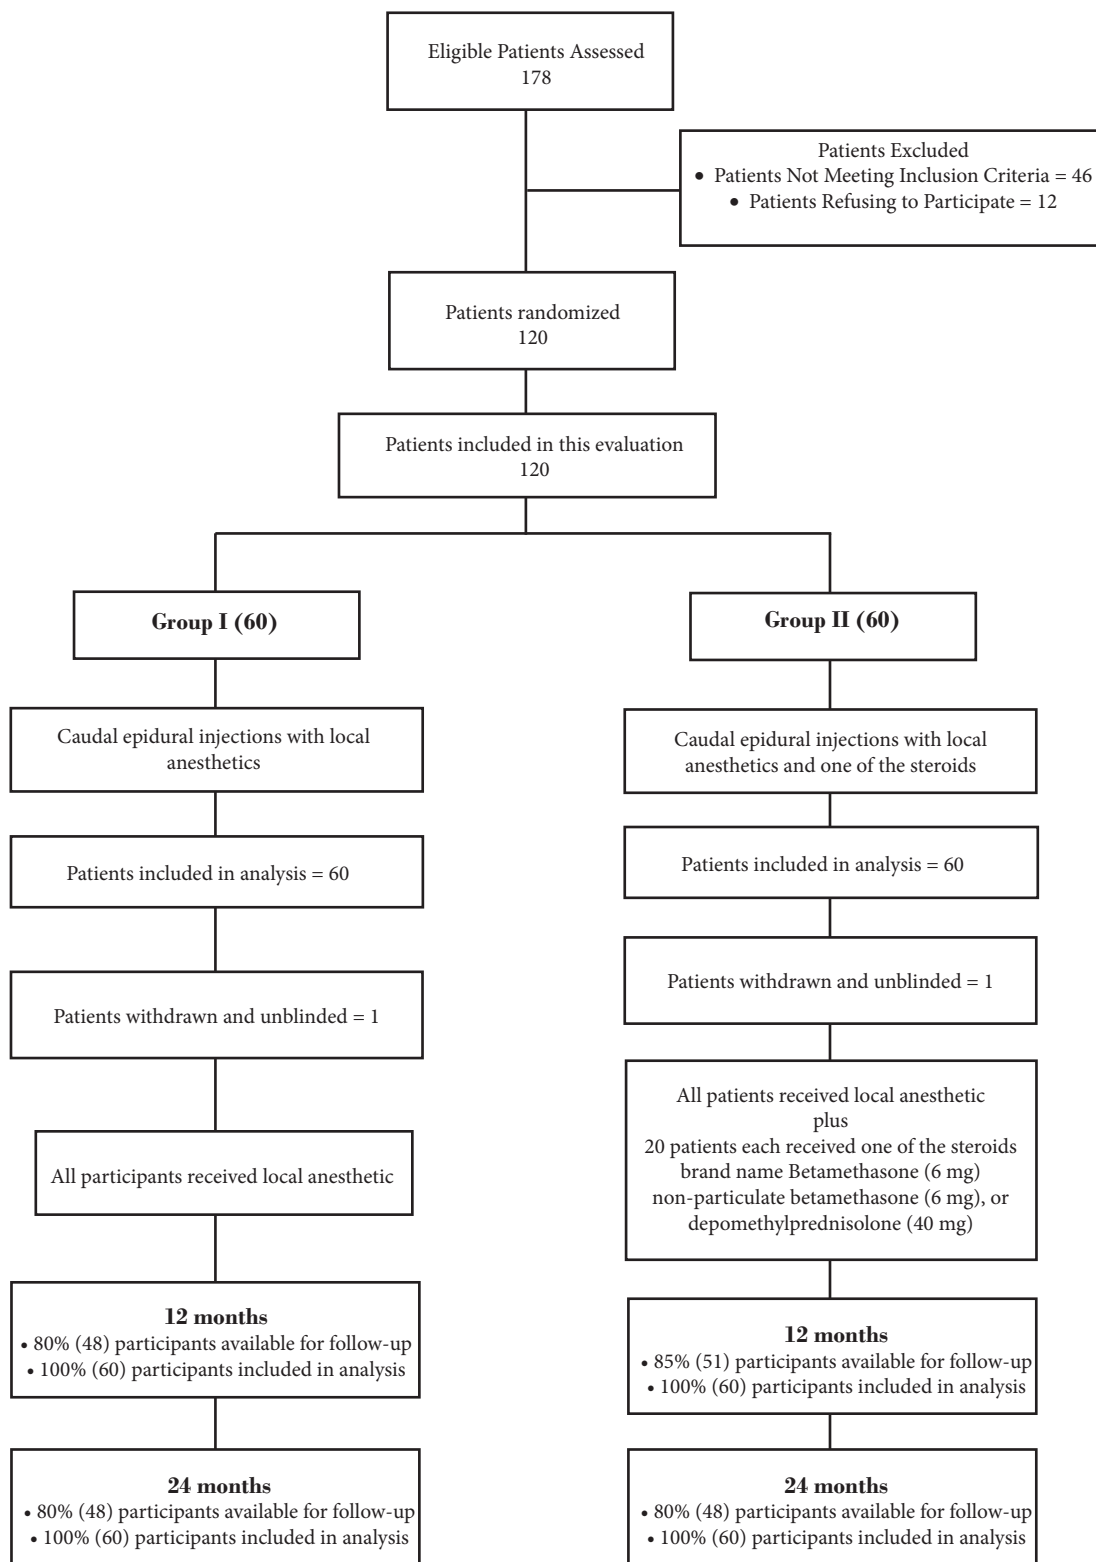 Eligible Patients Assessed
178
Patients Excluded
• Patients Not Meeting Inclusion Criteria = 46
• Patients Refusing to Participate = 12
Patients randomized
120
Patients included in this evaluation
120
Group I (60)
Caudal epidural injections with local
anesthetics
Patients included in analysis = 60
Patients withdrawn and unblinded = 1
All participants received local anesthetic
12 months
• 80% (48) participants available for follow-up
• 100% (60) participants included in analysis
24 months
• 80% (48) participants available for follow-up
• 100% (60) participants included in analysis
Group II (60)
Caudal epidural injections with local
anesthetics and one of the steroids
Patients included in analysis = 60
Patients withdrawn and unblinded = 1
All patients received local anesthetic
plus
20 patients each received one of the steroids
brand name Betamethasone (6 mg)
non-particulate betamethasone (6 mg), or
depomethylprednisolone (40 mg)
12 months
• 85% (51) participants available for follow-up
• 100% (60) participants included in analysis
24 months
• 80% (48) participants available for follow-up
• 100% (60) participants included in analysis